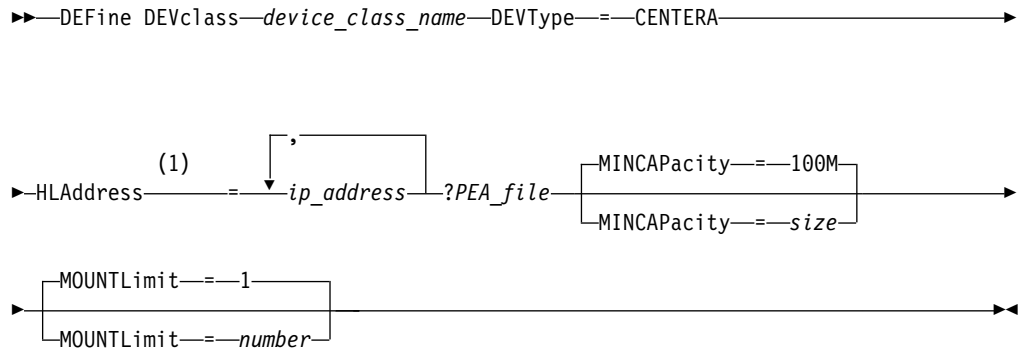 DEFine DEVclass device_class_name DEVType = CENTERA
,
(1)
MINCAPacity = 100M
HLAddress = ip_address ?PEA_file
MINCAPacity = size
MOUNTLimit = 1
MOUNTLimit = number